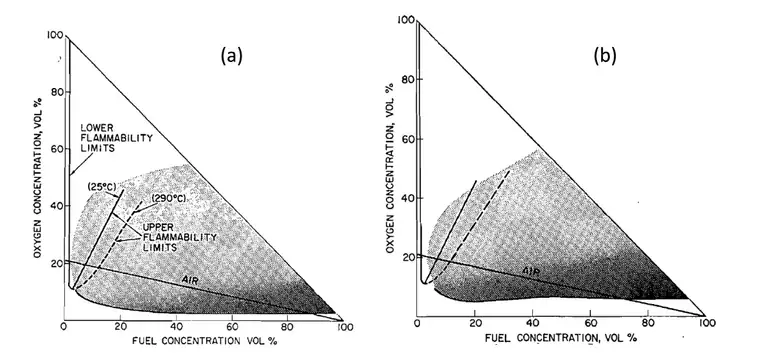 (a)
100
80
60
40
20
OXYGEN CONCENTRATION, VOL %
LOWER
FLAMMABILITY
LIMITS
(25°C)
(290°C)
UPPER
FLAMMABILITY
LIMITS
AIR
0 20 40 60 80 100
FUEL CONCENTRATION VOL %
(b)
100
80
60
40
20
OXYGEN CONCENTRATION, VOL %
AIR
0 20 40 60 80 100
FUEL CONCENTRATION, VOL %